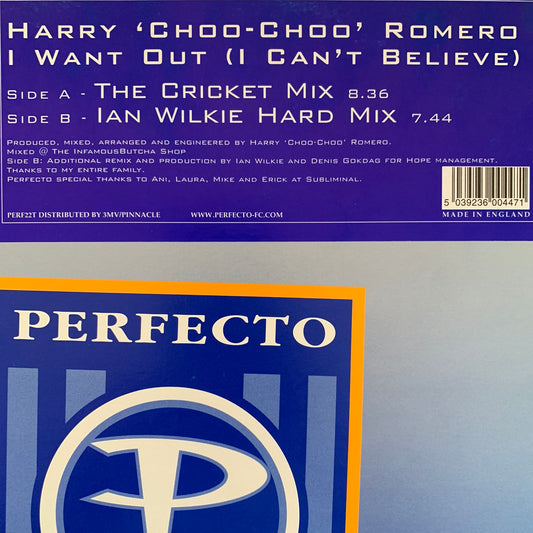 Harry ‘Choo-Choo’ Romero
I Want Out (I Can’t Believe)
Side A - The Cricket Mix 8.36
Side B - Ian Wilkie Hard Mix 7.44
Produced, mixed, arranged and engineered by Harry ‘Choo-Choo’ Romero.
Mixed @ The InfamousButcha Shop
Side B: Additional remix and production by Ian Wilkie and Denis Gokdag for Hope management.
Thanks to my entire family.
Perfecto special thanks to Ani, Laura, Mike and Erick at Subliminal.
5 039236 004471
PERF22T DISTRIBUTED BY 3MV/PINNACLE WWW.PERFECTO-FC.COM MADE IN ENGLAND
PERFECTO
P